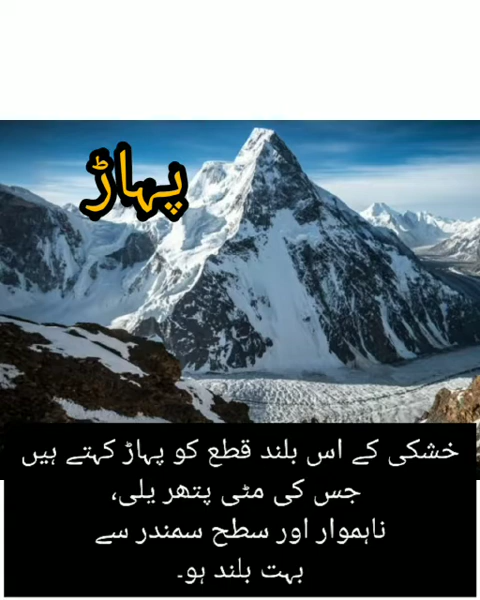 پہاڑ
خشکی کے اس بلند قطع کو پہاڑ کہتے ہیں
جس کی مٹی پتھر یلی،
ناہموار اور سطح سمندر سے
بہت بلند ہو۔